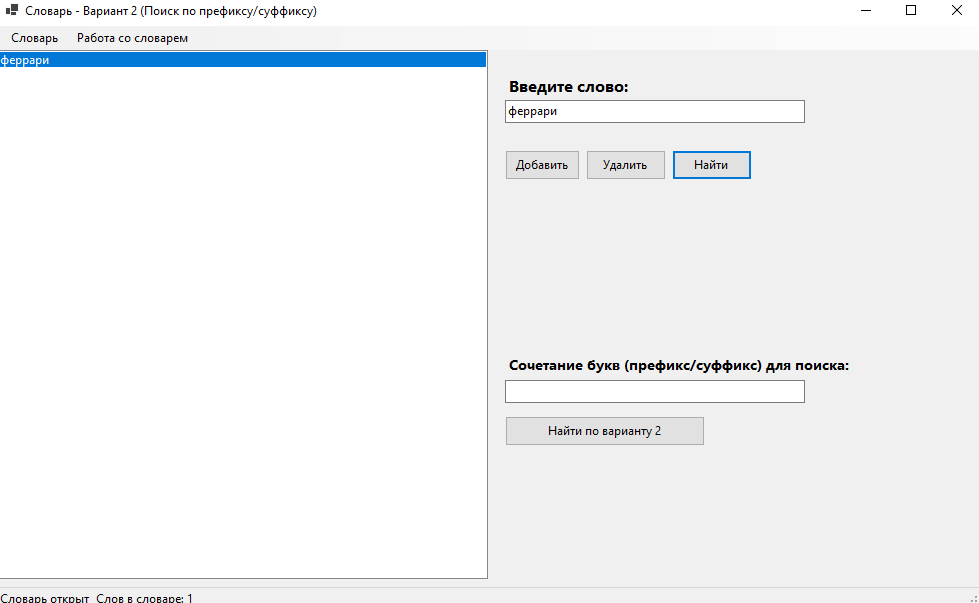 Словарь - Вариант 2 (Поиск по префиксу/суффиксу)
Словарь Работа со словарем
феррари
Введите слово:
феррари
Добавить Удалить Найти
Сочетание букв (префикс/суффикс) для поиска:
Найти по варианту 2
Словарь открыт Слов в словаре: 1